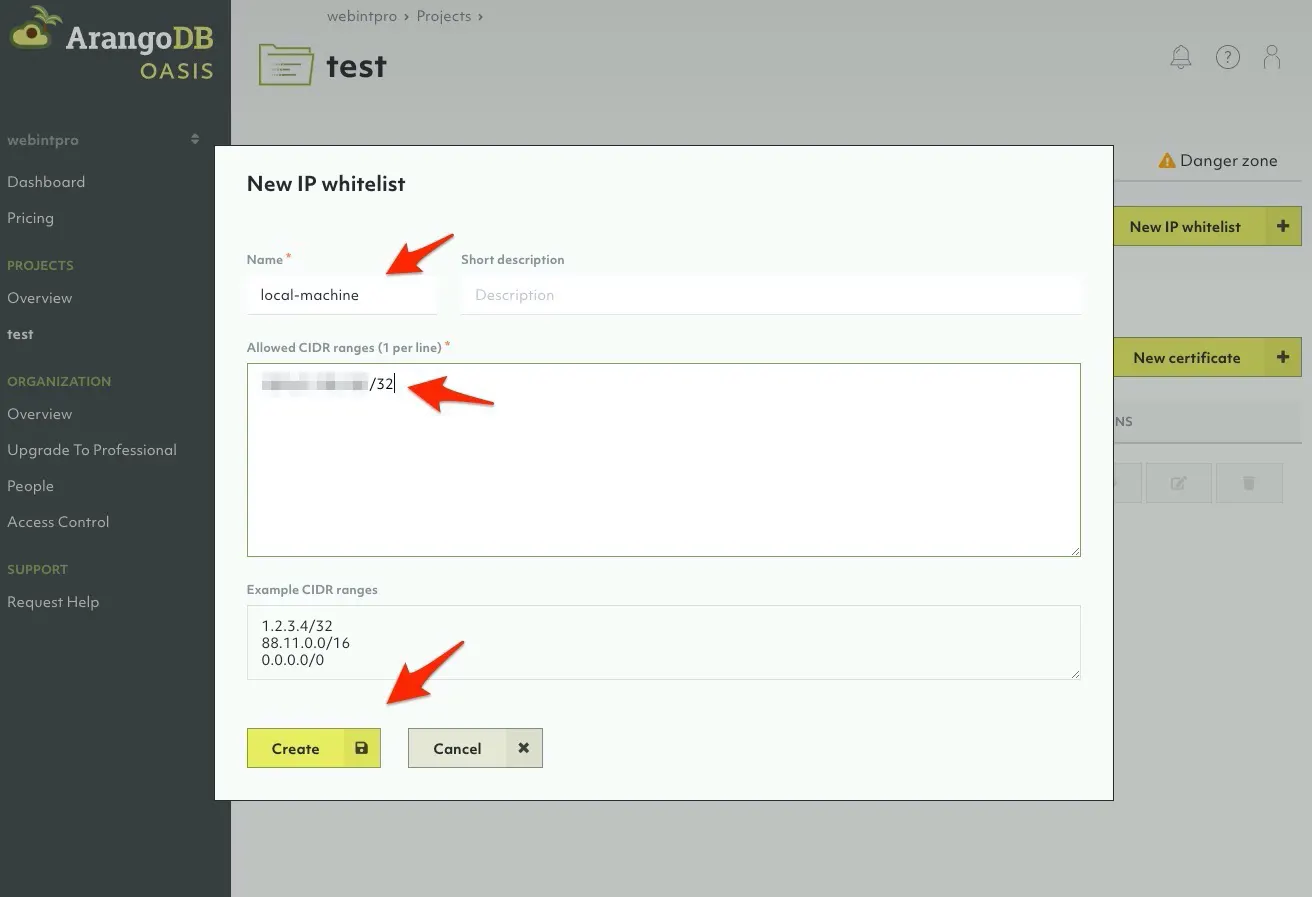 ArangoDB
OASIS
webintpro › Projects ›
test
webintpro
Dashboard
Pricing
PROJECTS
Overview
test
ORGANIZATION
Overview
Upgrade To Professional
People
Access Control
SUPPORT
Request Help
Danger zone
New IP whitelist
New certificate
NS
New IP whitelist
Name *
Short description
local-machine
Description
Allowed CIDR ranges (1 per line) *
/32
Example CIDR ranges
1.2.3.4/32
88.11.0.0/16
0.0.0.0/0
Create
Cancel